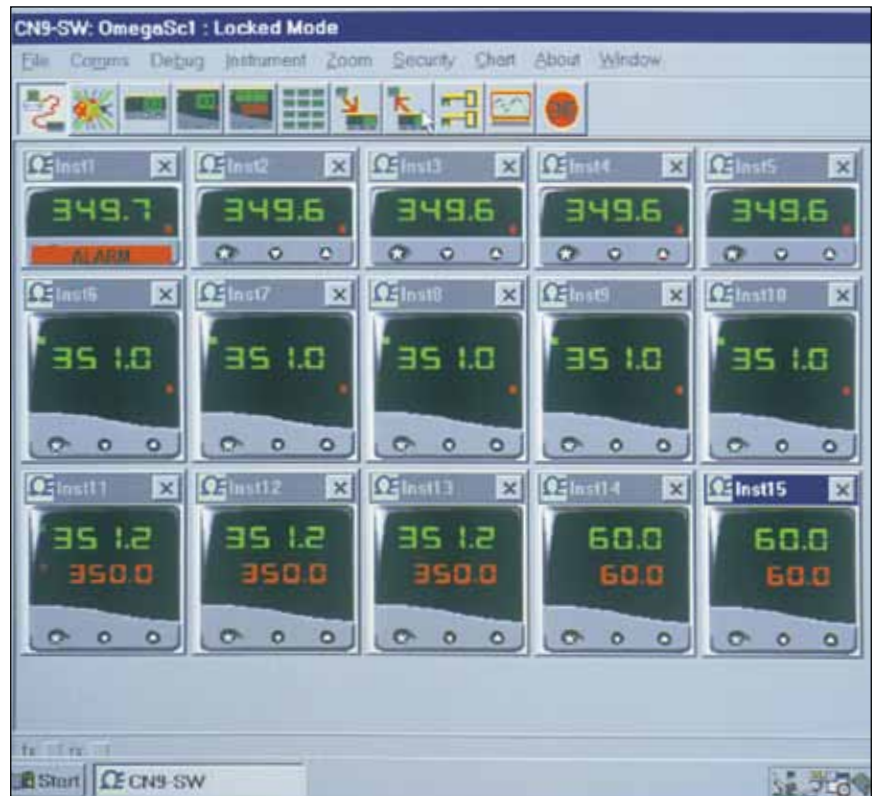 CN9-SW: OmegaSc1 : Locked Mode
File Comms Debug Instrument Zoom Security Chart About Window
Inst1 Inst2 Inst3 Inst4 Inst5
349.7 349.6 349.6 349.6 349.6
ALARM
Inst6 Inst7 Inst8 Inst9 Inst10
351.0 351.0 351.0 351.0 351.0
Inst11 Inst12 Inst13 Inst14 Inst15
351.2 351.2 351.2 60.0 60.0
350.0 350.0 350.0 60.0 60.0
Start CN9-SW